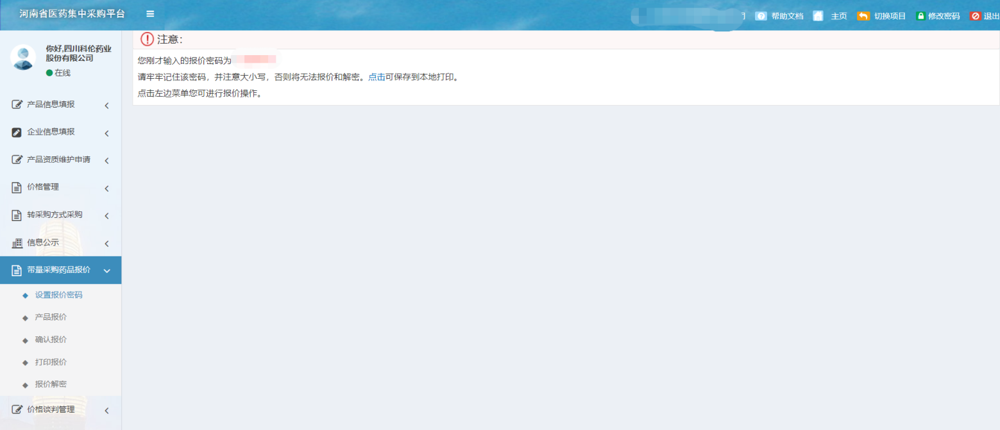 河南省医药集中采购平台
帮助文档
主页
切换项目
修改密码
退出
你好,四川科伦药业
股份有限公司
在线
产品信息填报
企业信息填报
产品资质维护申请
价格管理
转采购方式采购
信息公示
带量采购药品报价
设置报价密码
产品报价
确认报价
打印报价
报价解密
价格谈判管理
注意：
您刚才输入的报价密码为
请牢牢记住该密码，并注意大小写，否则将无法报价和解密。点击可保存到本地打印。
点击左边菜单您可进行报价操作。